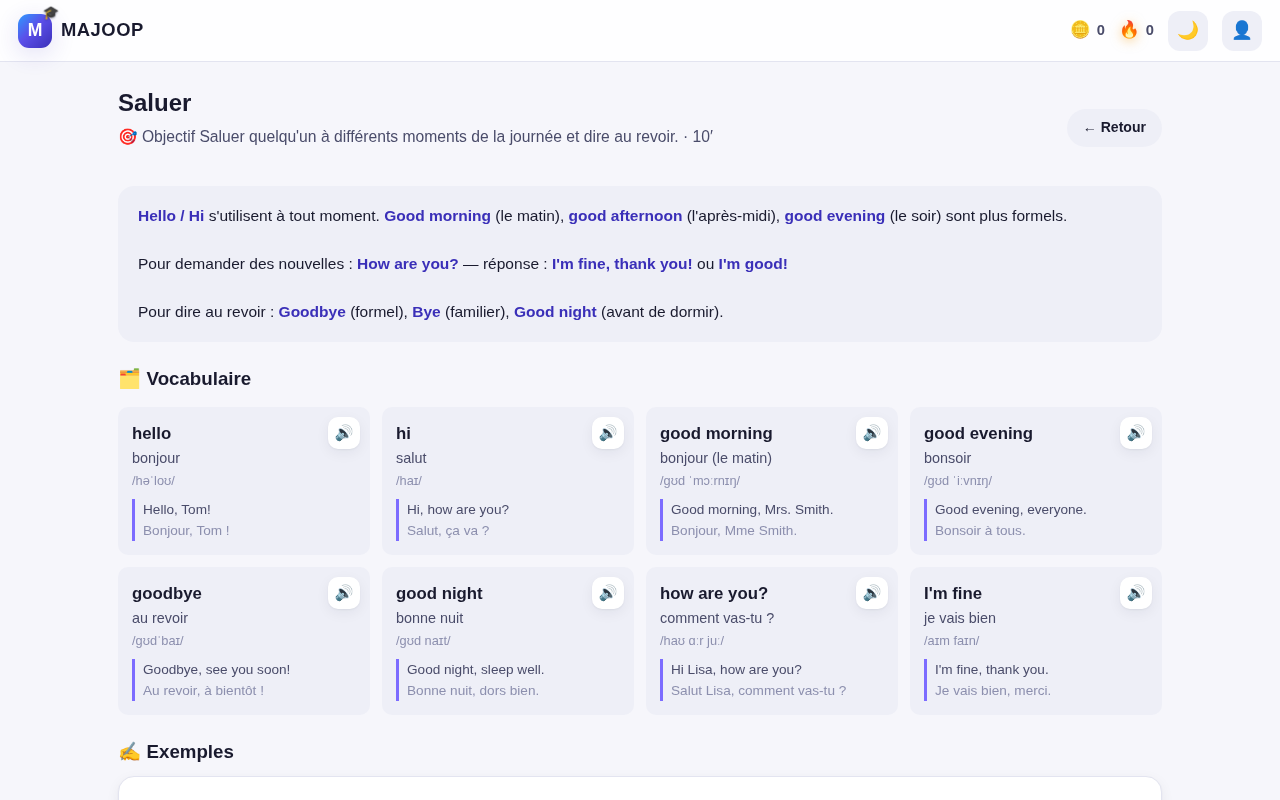 M MAJOOP
0 0
Saluer
Objectif Saluer quelqu'un à différents moments de la journée et dire au revoir. · 10′
← Retour
Hello / Hi s'utilisent à tout moment. Good morning (le matin), good afternoon (l'après-midi), good evening (le soir) sont plus formels.
Pour demander des nouvelles : How are you? — réponse : I'm fine, thank you! ou I'm good!
Pour dire au revoir : Goodbye (formel), Bye (familier), Good night (avant de dormir).
Vocabulaire
hello
bonjour
/həˈloʊ/
Hello, Tom!
Bonjour, Tom !
hi
salut
/haɪ/
Hi, how are you?
Salut, ça va ?
good morning
bonjour (le matin)
/ɡʊd ˈmɔːrnɪŋ/
Good morning, Mrs. Smith.
Bonjour, Mme Smith.
good evening
bonsoir
/ɡʊd ˈiːvnɪŋ/
Good evening, everyone.
Bonsoir à tous.
goodbye
au revoir
/ɡʊdˈbaɪ/
Goodbye, see you soon!
Au revoir, à bientôt !
good night
bonne nuit
/ɡʊd naɪt/
Good night, sleep well.
Bonne nuit, dors bien.
how are you?
comment vas-tu ?
/haʊ ɑːr juː/
Hi Lisa, how are you?
Salut Lisa, comment vas-tu ?
I'm fine
je vais bien
/aɪm faɪn/
I'm fine, thank you.
Je vais bien, merci.
Exemples